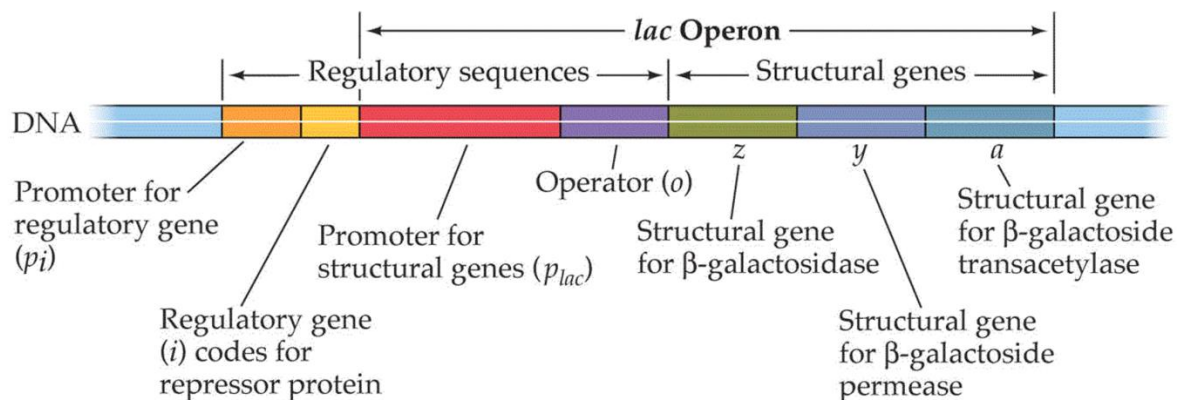 lac Operon
Regulatory sequences
Structural genes
DNA
z
y
a
Promoter for
regulatory gene
(pi)
Regulatory gene
(i) codes for
repressor protein
Promoter for
structural genes (plac)
Operator (o)
Structural gene
for β-galactosidase
Structural gene
for β-galactoside
permease
Structural gene
for β-galactoside
transacetylase